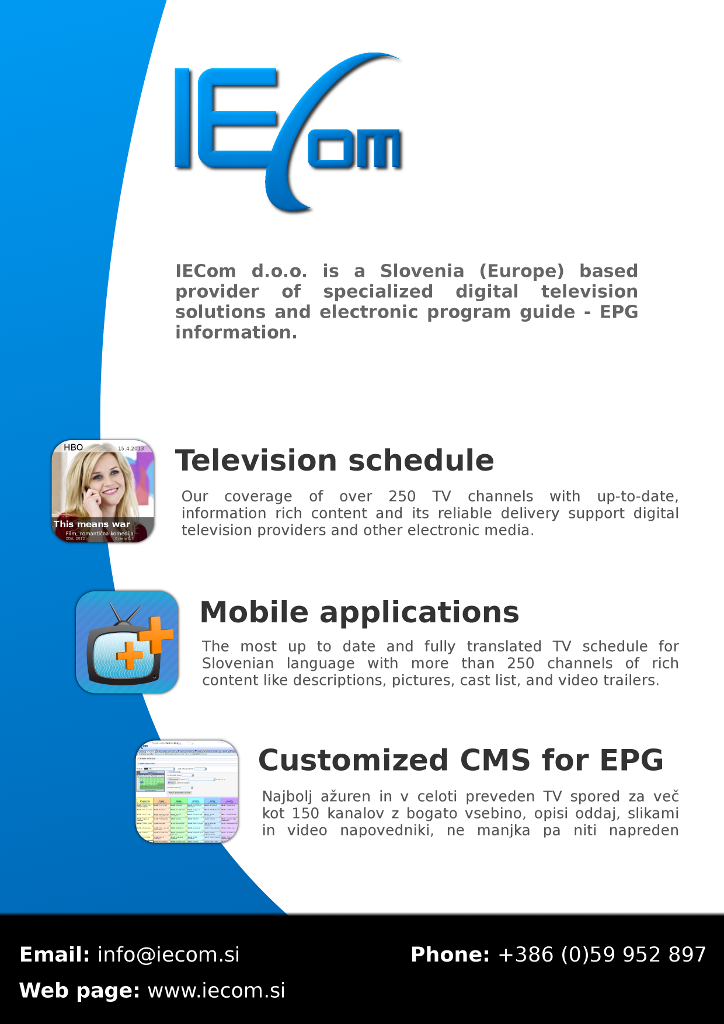 IECom
IECom d.o.o. is a Slovenia (Europe) based
provider of specialized digital television
solutions and electronic program guide - EPG
information.
HBO 15.4.2013
This means war
Film, romantična komedija
Television schedule
Our coverage of over 250 TV channels with up-to-date,
information rich content and its reliable delivery support digital
television providers and other electronic media.
Mobile applications
The most up to date and fully translated TV schedule for
Slovenian language with more than 250 channels of rich
content like descriptions, pictures, cast list, and video trailers.
Customized CMS for EPG
Najbolj ažuren in v celoti preveden TV spored za več
kot 150 kanalov z bogato vsebino, opisi oddaj, slikami
in video napovedniki, ne manjka pa niti napreden
Email: info@iecom.si
Phone: +386 (0)59 952 897
Web page: www.iecom.si